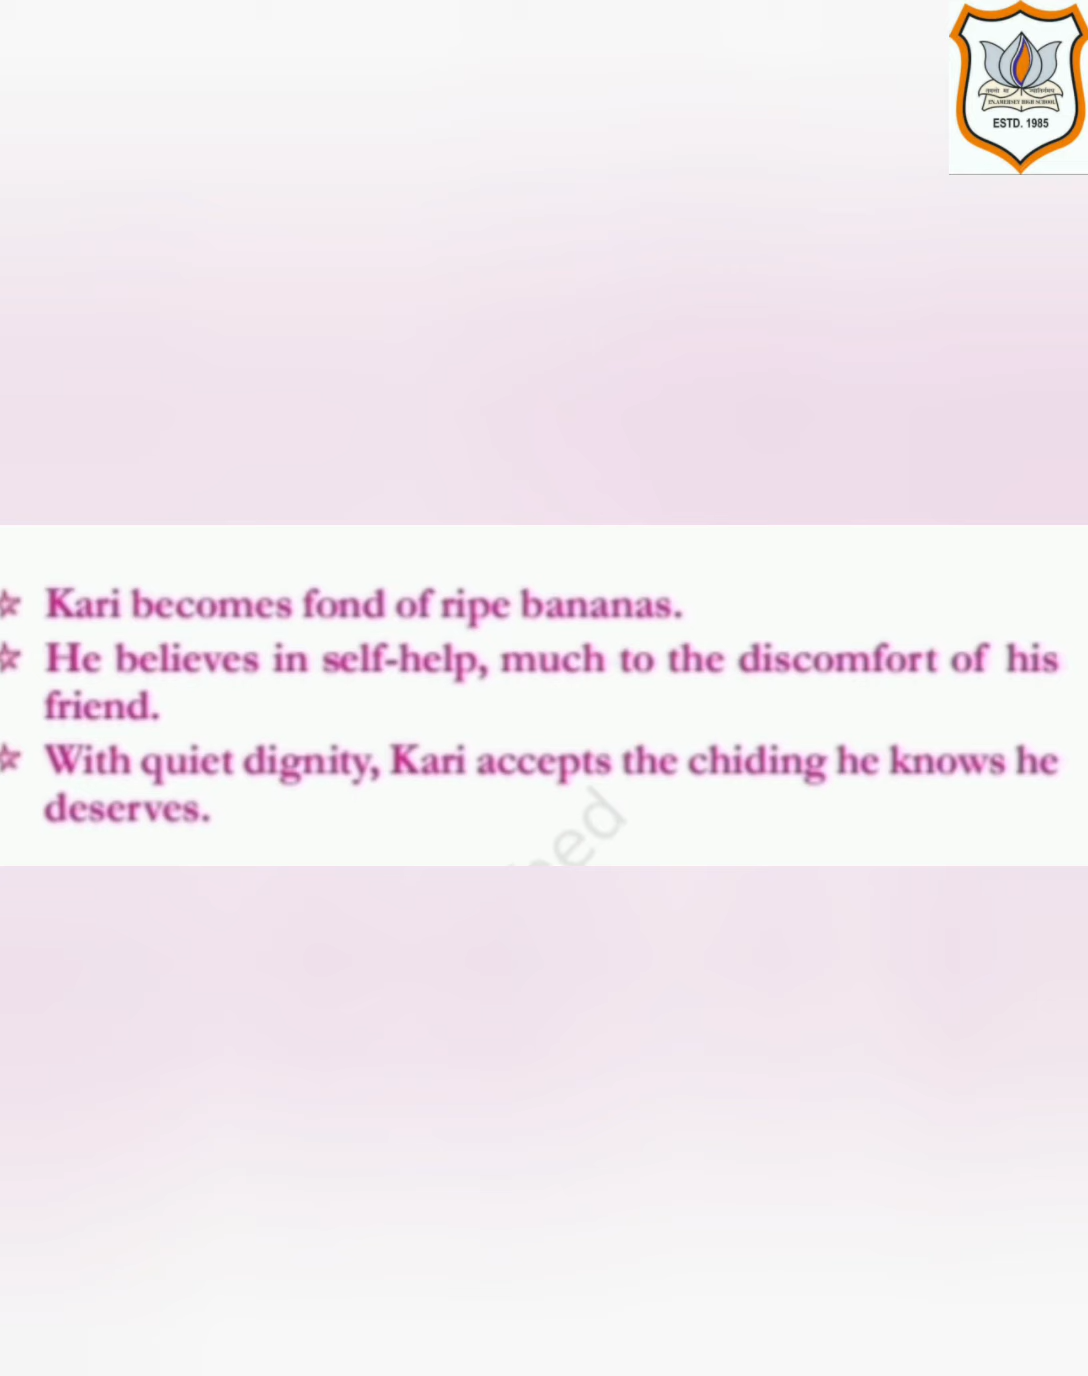 ESTD. 1985
☆ Kari becomes fond of ripe bananas.
☆ He believes in self-help, much to the discomfort of his
friend.
☆ With quiet dignity, Kari accepts the chiding he knows he
deserves.